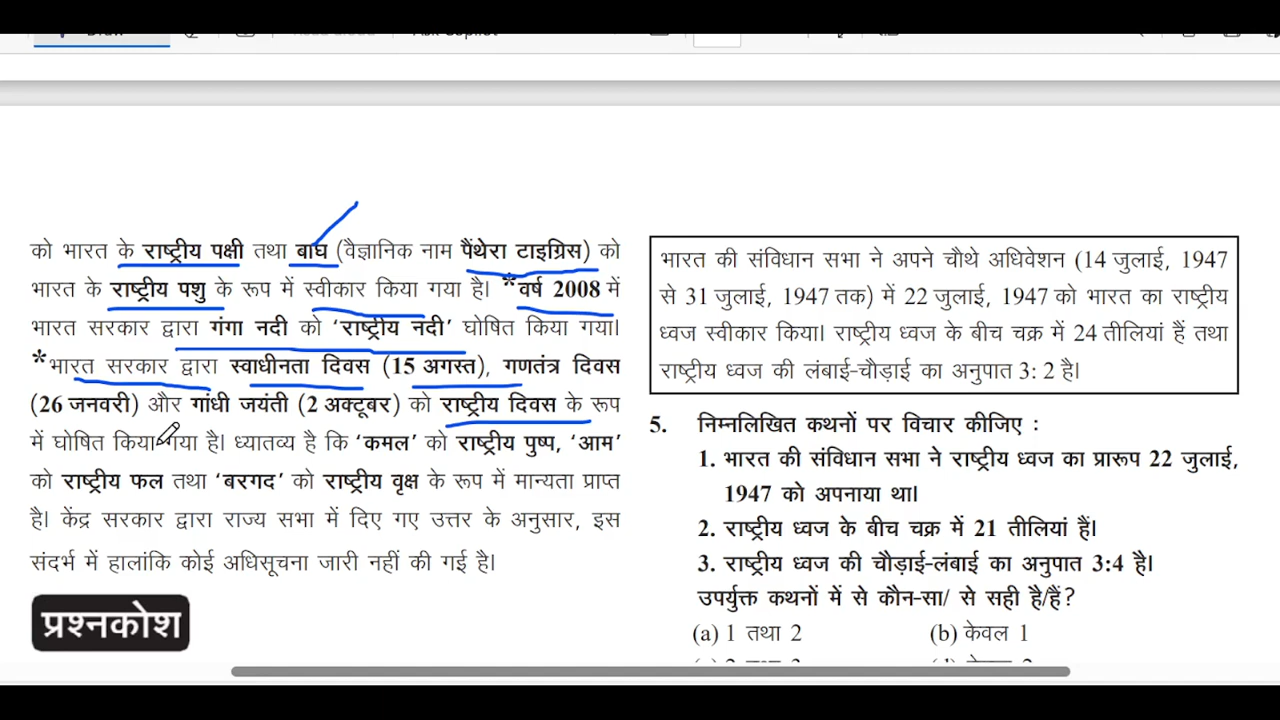 को भारत के राष्ट्रीय पक्षी तथा बाघ (वैज्ञानिक नाम पैंथेरा टाइग्रिस) को
भारत के राष्ट्रीय पशु के रूप में स्वीकार किया गया है। *वर्ष 2008 में
भारत सरकार द्वारा गंगा नदी को ‘राष्ट्रीय नदी’ घोषित किया गया।
*भारत सरकार द्वारा स्वाधीनता दिवस (15 अगस्त), गणतंत्र दिवस
(26 जनवरी) और गांधी जयंती (2 अक्टूबर) को राष्ट्रीय दिवस के रूप
में घोषित किया गया है। ध्यातव्य है कि ‘कमल’ को राष्ट्रीय पुष्प, ‘आम’
को राष्ट्रीय फल तथा ‘बरगद’ को राष्ट्रीय वृक्ष के रूप में मान्यता प्राप्त
है। केंद्र सरकार द्वारा राज्य सभा में दिए गए उत्तर के अनुसार, इस
संदर्भ में हालांकि कोई अधिसूचना जारी नहीं की गई है।
प्रश्नकोश
भारत की संविधान सभा ने अपने चौथे अधिवेशन (14 जुलाई, 1947
से 31 जुलाई, 1947 तक) में 22 जुलाई, 1947 को भारत का राष्ट्रीय
ध्वज स्वीकार किया। राष्ट्रीय ध्वज के बीच चक्र में 24 तीलियां हैं तथा
राष्ट्रीय ध्वज की लंबाई-चौड़ाई का अनुपात 3: 2 है।
5. निम्नलिखित कथनों पर विचार कीजिए :
1. भारत की संविधान सभा ने राष्ट्रीय ध्वज का प्रारूप 22 जुलाई,
1947 को अपनाया था।
2. राष्ट्रीय ध्वज के बीच चक्र में 21 तीलियां हैं।
3. राष्ट्रीय ध्वज की चौड़ाई-लंबाई का अनुपात 3:4 है।
उपर्युक्त कथनों में से कौन-सा/ से सही है/हैं?
(a) 1 तथा 2 (b) केवल 1